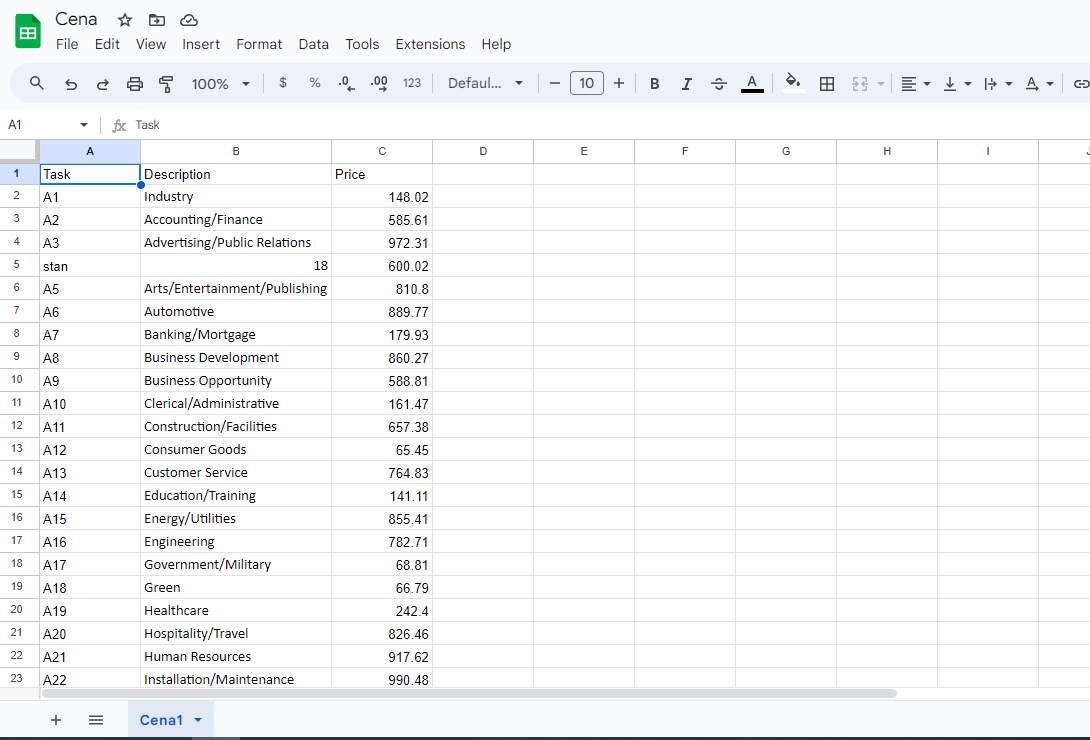 Cena
File Edit View Insert Format Data Tools Extensions Help
100% $ % .0 .00 123 Defaul... − 10 + B I S A A
A1 fx Task
A B C D E F G H I J
1 Task Description Price
2 A1 Industry 148.02
3 A2 Accounting/Finance 585.61
4 A3 Advertising/Public Relations 972.31
5 stan 18 600.02
6 A5 Arts/Entertainment/Publishing 810.8
7 A6 Automotive 889.77
8 A7 Banking/Mortgage 179.93
9 A8 Business Development 860.27
10 A9 Business Opportunity 588.81
11 A10 Clerical/Administrative 161.47
12 A11 Construction/Facilities 657.38
13 A12 Consumer Goods 65.45
14 A13 Customer Service 764.83
15 A14 Education/Training 141.11
16 A15 Energy/Utilities 855.41
17 A16 Engineering 782.71
18 A17 Government/Military 68.81
19 A18 Green 66.79
20 A19 Healthcare 242.4
21 A20 Hospitality/Travel 826.46
22 A21 Human Resources 917.62
23 A22 Installation/Maintenance 990.48
+ Cena1